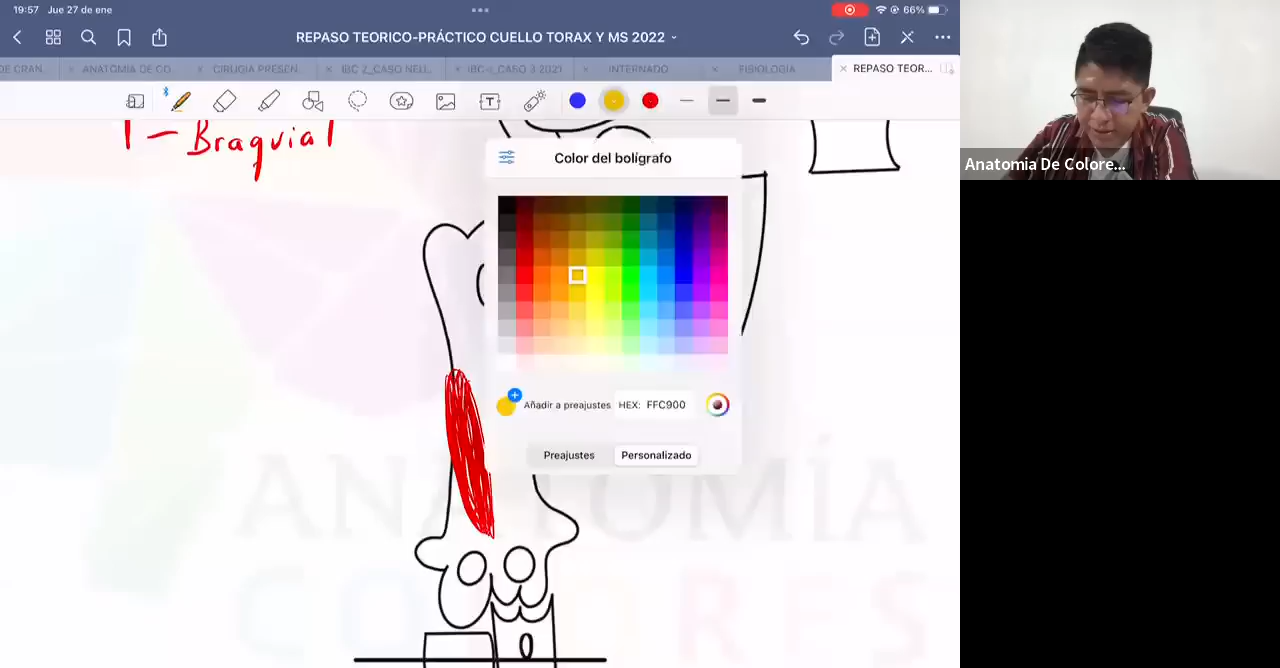 19:57 Jue 27 de ene
66%
REPASO TEORICO-PRÁCTICO CUELLO TORAX Y MS 2022
DE CRAN... × ANATOMIA DE CO... × CIRUGIA PRESEN... × IBC 2_CASO NELL... × IBC-I_CASO 3 2021 × INTERNADO × FISIOLOGIA × REPASO TEOR...
1 - Braquial
Color del bolígrafo
Añadir a preajustes HEX: FFC900
Preajustes Personalizado
ANATOMÍA
COLORES
Anatomia De Colore...